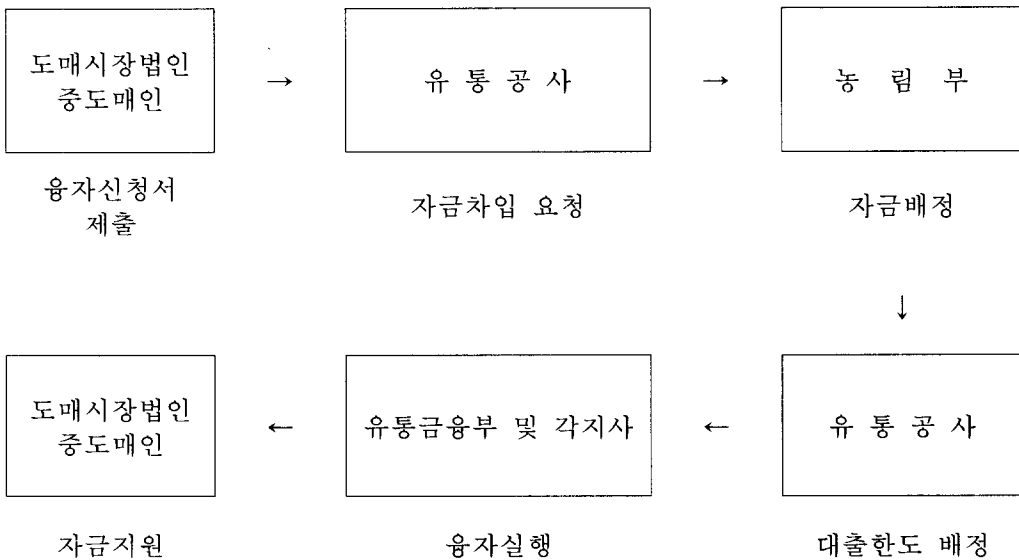 도매시장법인
중도매인
→
유 통 공 사
→
농 림 부
융자신청서
제출
자금차입 요청
자금배정
↓
도매시장법인
중도매인
←
유통금융부 및 각지사
←
유 통 공 사
자금지원
융자실행
대출한도 배정